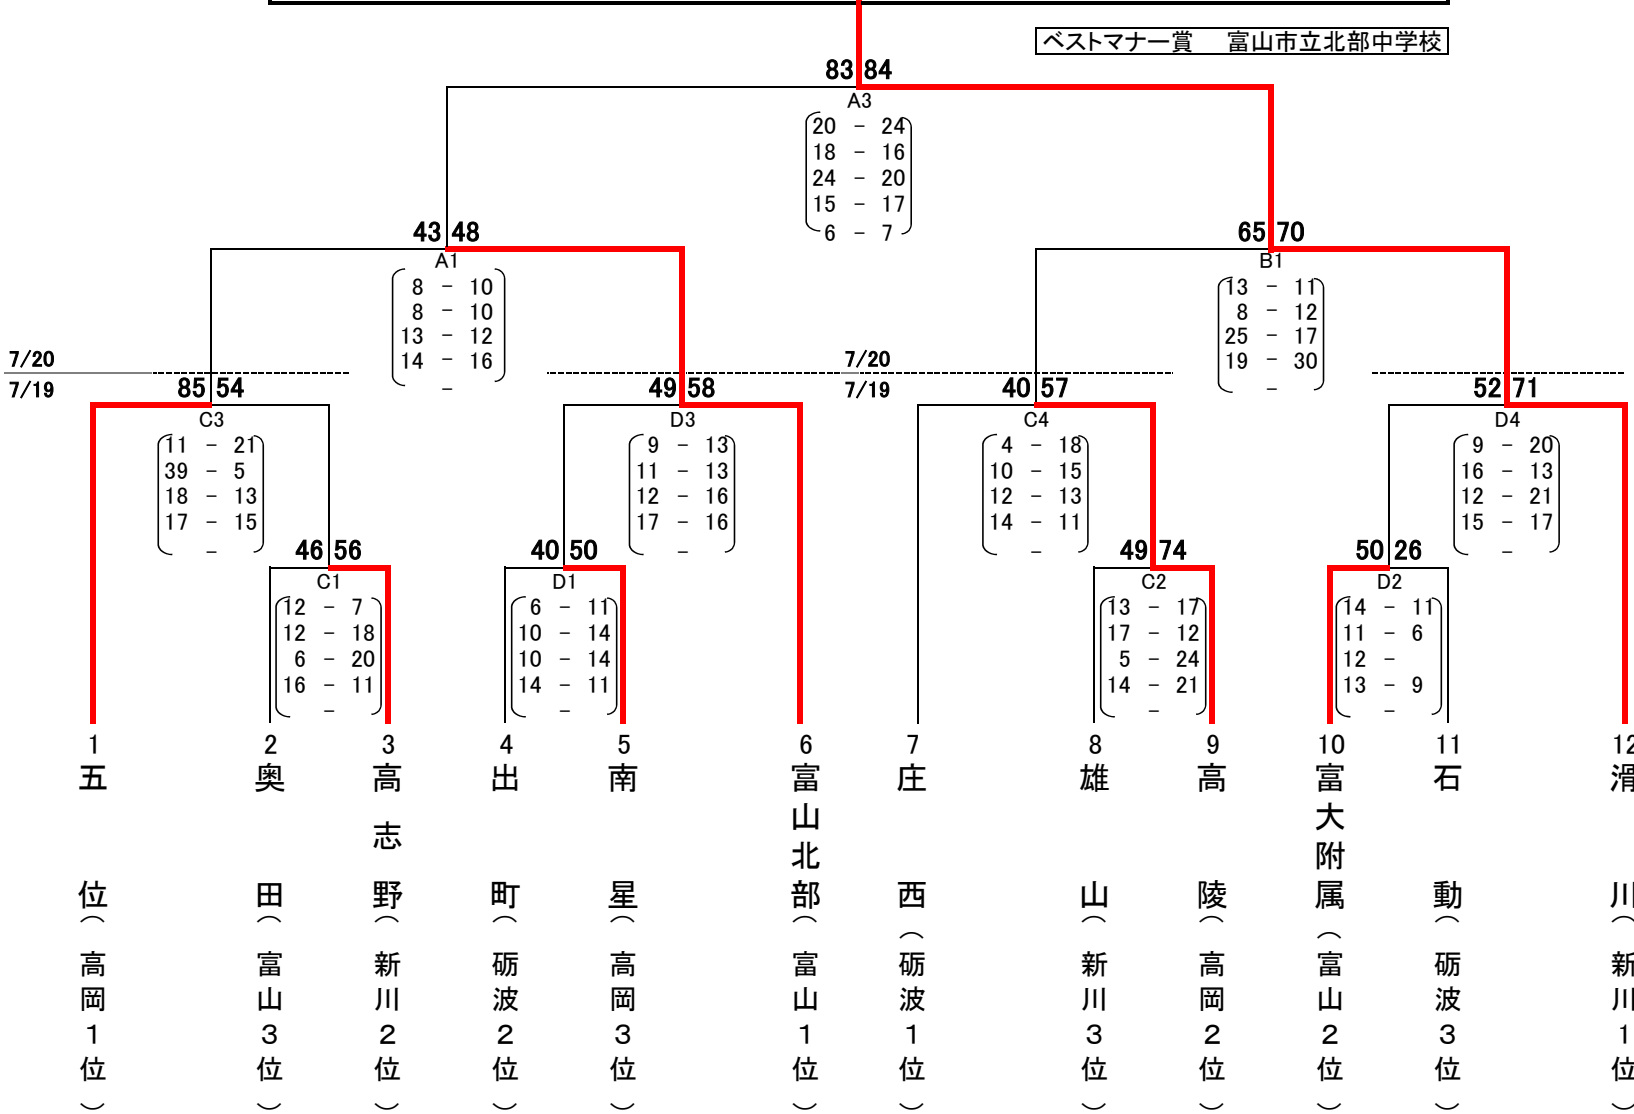 ベストマナー賞　富山市立北部中学校
83 84
A3
20 - 24
18 - 16
24 - 20
15 - 17
6 - 7
43 48
A1
8 - 10
8 - 10
13 - 12
14 - 16
-
65 70
B1
13 - 11
8 - 12
25 - 17
19 - 30
-
7/20
7/19
7/20
7/19
85 54
C3
11 - 21
39 - 5
18 - 13
17 - 15
-
49 58
D3
9 - 13
11 - 13
12 - 16
17 - 16
-
40 57
C4
4 - 18
10 - 15
12 - 13
14 - 11
-
52 71
D4
9 - 20
16 - 13
12 - 21
15 - 17
-
46 56
C1
12 - 7
12 - 18
6 - 20
16 - 11
-
40 50
D1
6 - 11
10 - 14
10 - 14
14 - 11
-
49 74
C2
13 - 17
17 - 12
5 - 24
14 - 21
-
50 26
D2
14 - 11
11 - 6
12 -
13 - 9
-
1
五位（高岡1位）
2
奥田（富山3位）
3
高志野（新川2位）
4
出町（砺波2位）
5
南星（高岡3位）
6
富山北部（富山1位）
7
庄西（砺波1位）
8
雄山（新川3位）
9
高陵（高岡2位）
10
富大附属（富山2位）
11
石動（砺波3位）
12
滑川（新川1位）